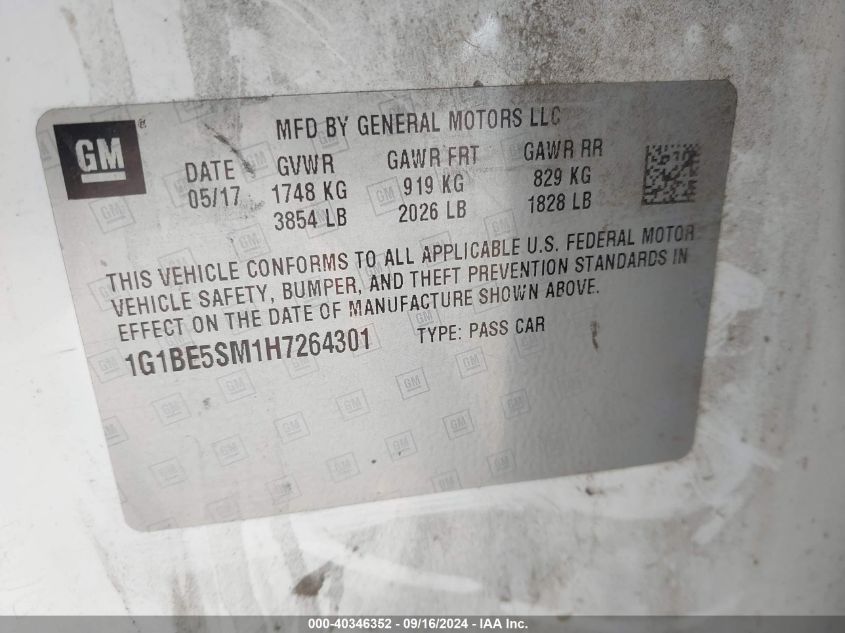 GM ®
MFD BY GENERAL MOTORS LLC
DATE GVWR GAWR FRT GAWR RR
05/17 1748 KG 919 KG 829 KG
3854 LB 2026 LB 1828 LB
THIS VEHICLE CONFORMS TO ALL APPLICABLE U.S. FEDERAL MOTOR
VEHICLE SAFETY, BUMPER, AND THEFT PREVENTION STANDARDS IN
EFFECT ON THE DATE OF MANUFACTURE SHOWN ABOVE.
1G1BE5SM1H7264301 TYPE: PASS CAR
000-40346352 - 09/16/2024 - IAA Inc.